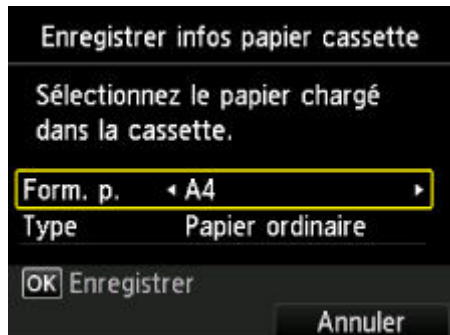 Enregistrer infos papier cassette
Sélectionnez le papier chargé
dans la cassette.
Form. p. A4
Type Papier ordinaire
OK Enregistrer
Annuler